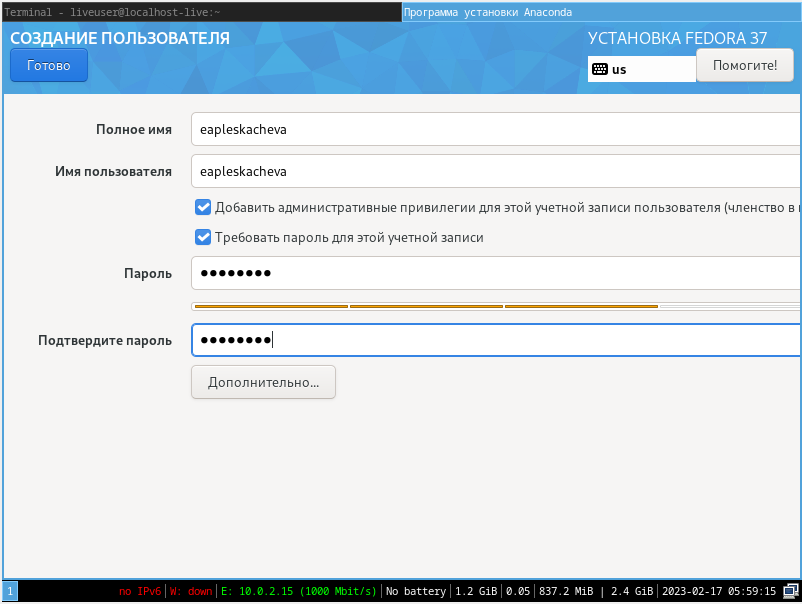 Terminal - liveuser@localhost-live:~
Программа установки Anaconda
СОЗДАНИЕ ПОЛЬЗОВАТЕЛЯ
УСТАНОВКА FEDORA 37
Готово
us
Помогите!
Полное имя
eapleskacheva
Имя пользователя
eapleskacheva
Добавить административные привилегии для этой учетной записи пользователя (членство в
Требовать пароль для этой учетной записи
Пароль
●●●●●●●●
Подтвердите пароль
●●●●●●●●
Дополнительно...
1
no IPv6 | W: down | E: 10.0.2.15 (1000 Mbit/s) | No battery | 1.2 GiB | 0.05 | 837.2 MiB | 2.4 GiB | 2023-02-17 05:59:15